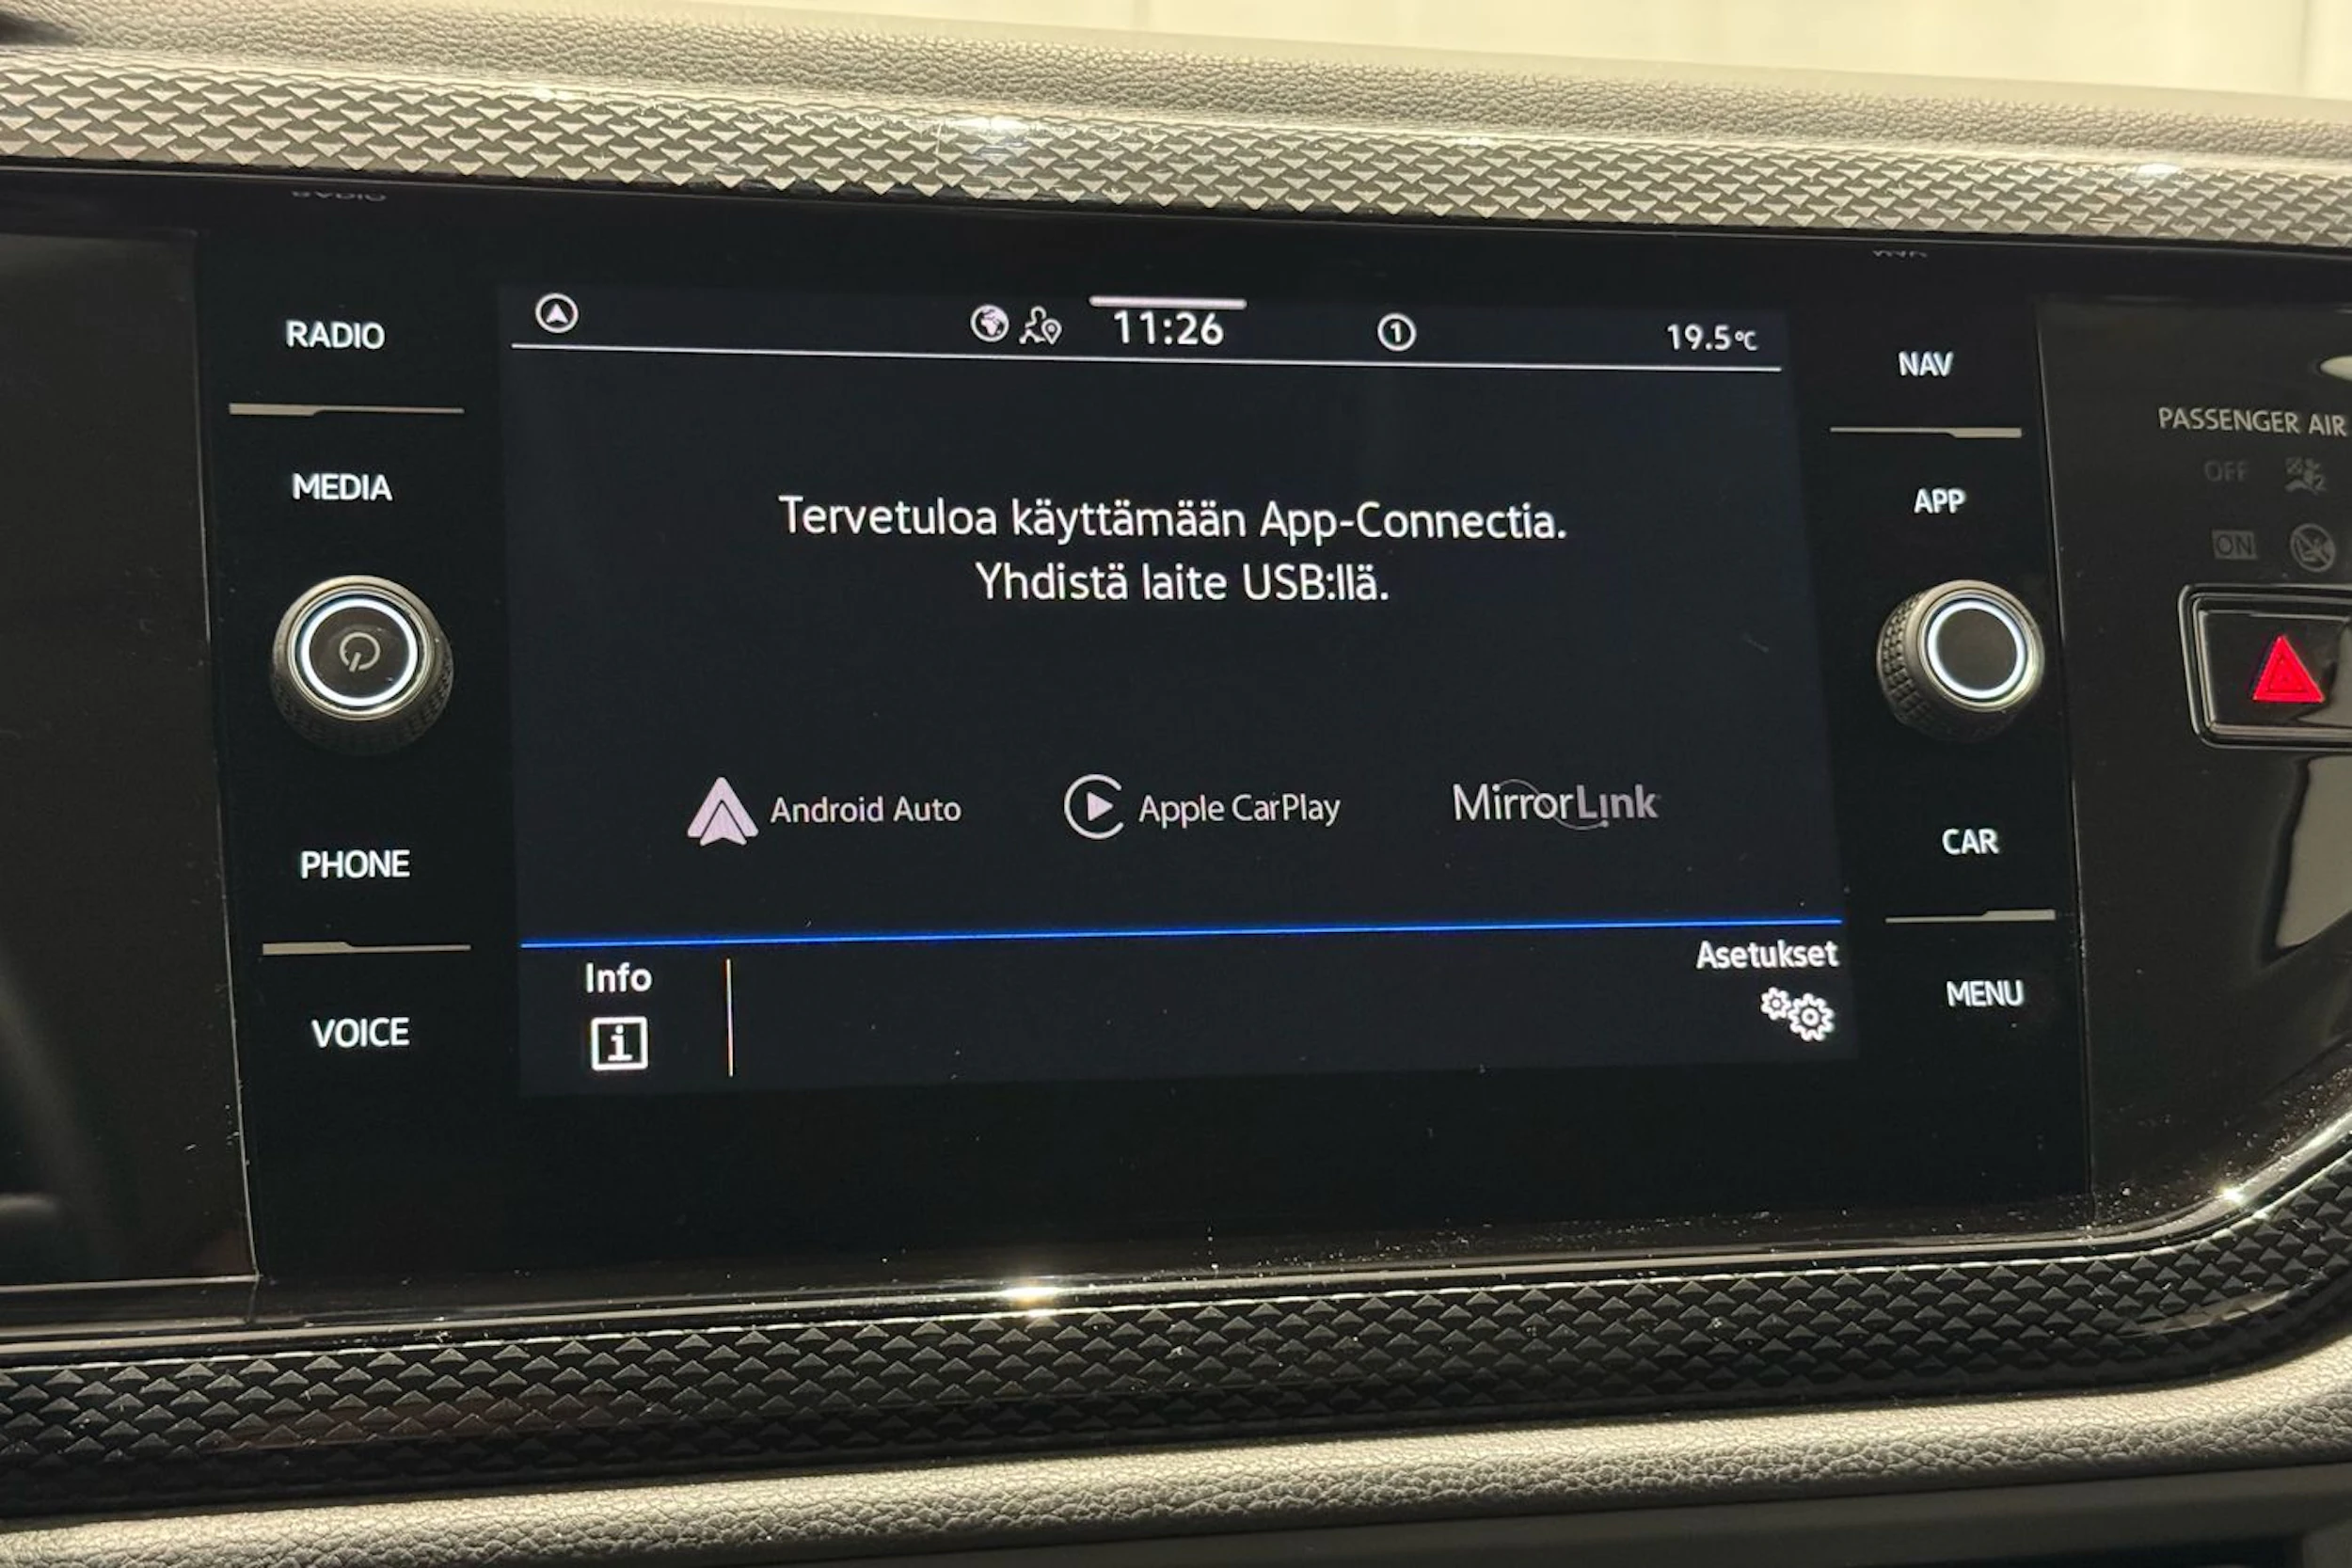 RADIO
MEDIA
PHONE
VOICE
11:26
1
19.5°C
Tervetuloa käyttämään App-Connectia.
Yhdistä laite USB:llä.
Android Auto
Apple CarPlay
MirrorLink
Info
i
Asetukset
NAV
APP
CAR
MENU
PASSENGER AIR
OFF
ON